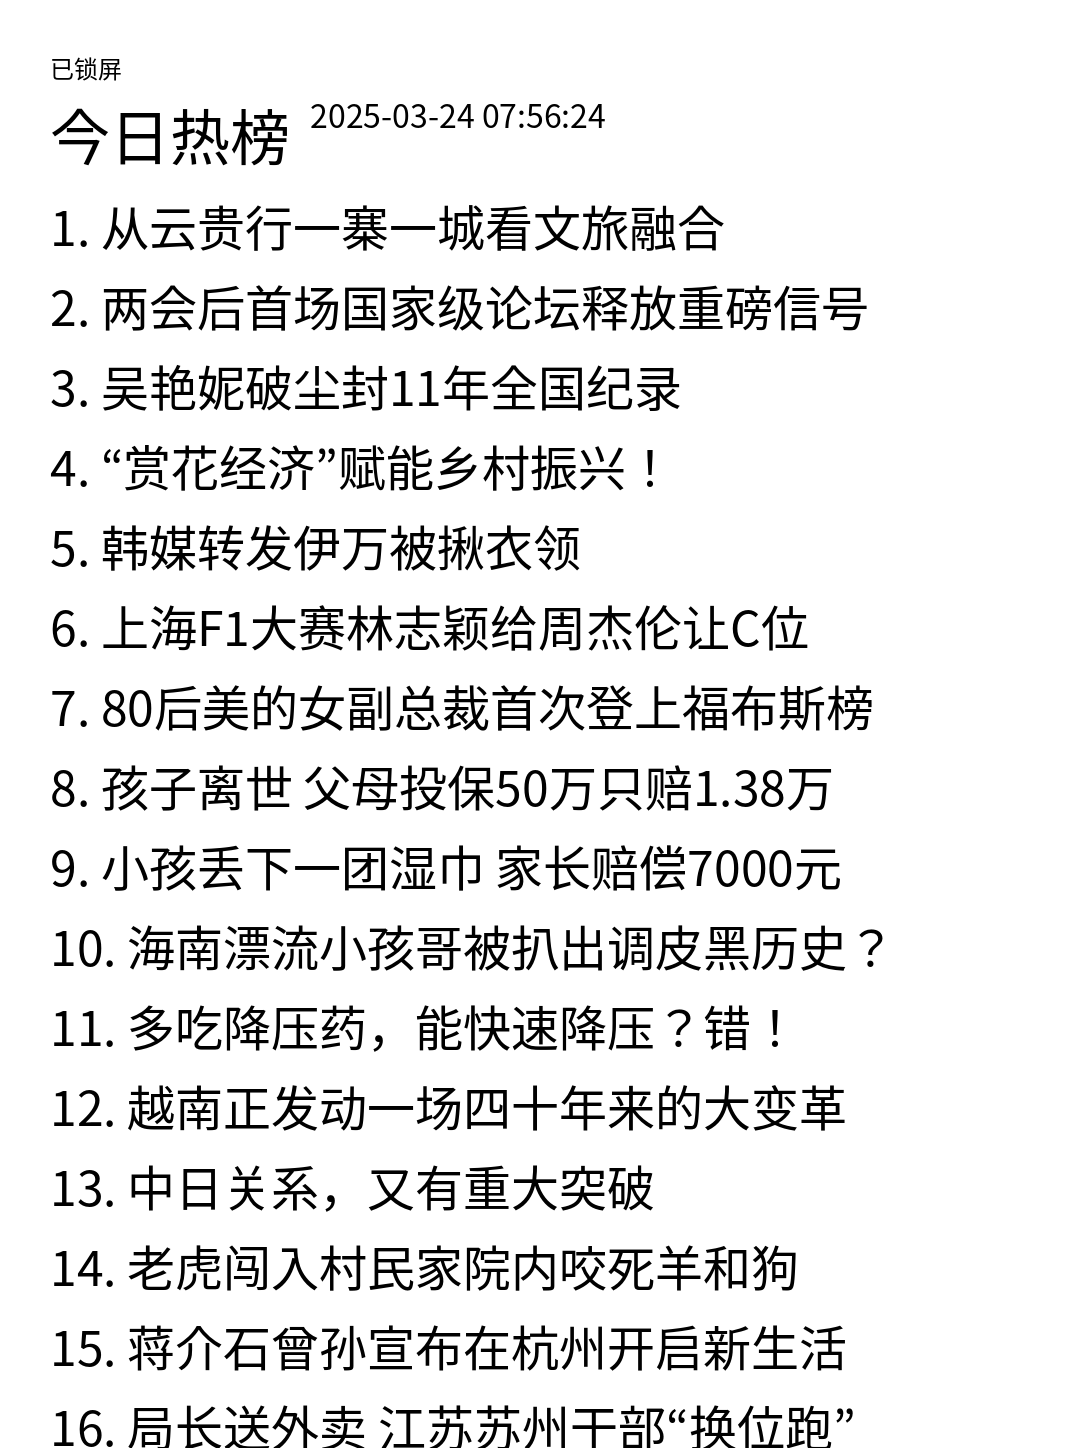 已锁屏
今日热榜 2025-03-24 07:56:24
1. 从云贵行一寨一城看文旅融合
2. 两会后首场国家级论坛释放重磅信号
3. 吴艳妮破尘封11年全国纪录
4. “赏花经济”赋能乡村振兴！
5. 韩媒转发伊万被揪衣领
6. 上海F1大赛林志颖给周杰伦让C位
7. 80后美的女副总裁首次登上福布斯榜
8. 孩子离世 父母投保50万只赔1.38万
9. 小孩丢下一团湿巾 家长赔偿7000元
10. 海南漂流小孩哥被扒出调皮黑历史？
11. 多吃降压药，能快速降压？错！
12. 越南正发动一场四十年来的大变革
13. 中日关系，又有重大突破
14. 老虎闯入村民家院内咬死羊和狗
15. 蒋介石曾孙宣布在杭州开启新生活
16. 局长送外卖 江苏苏州干部“换位跑”